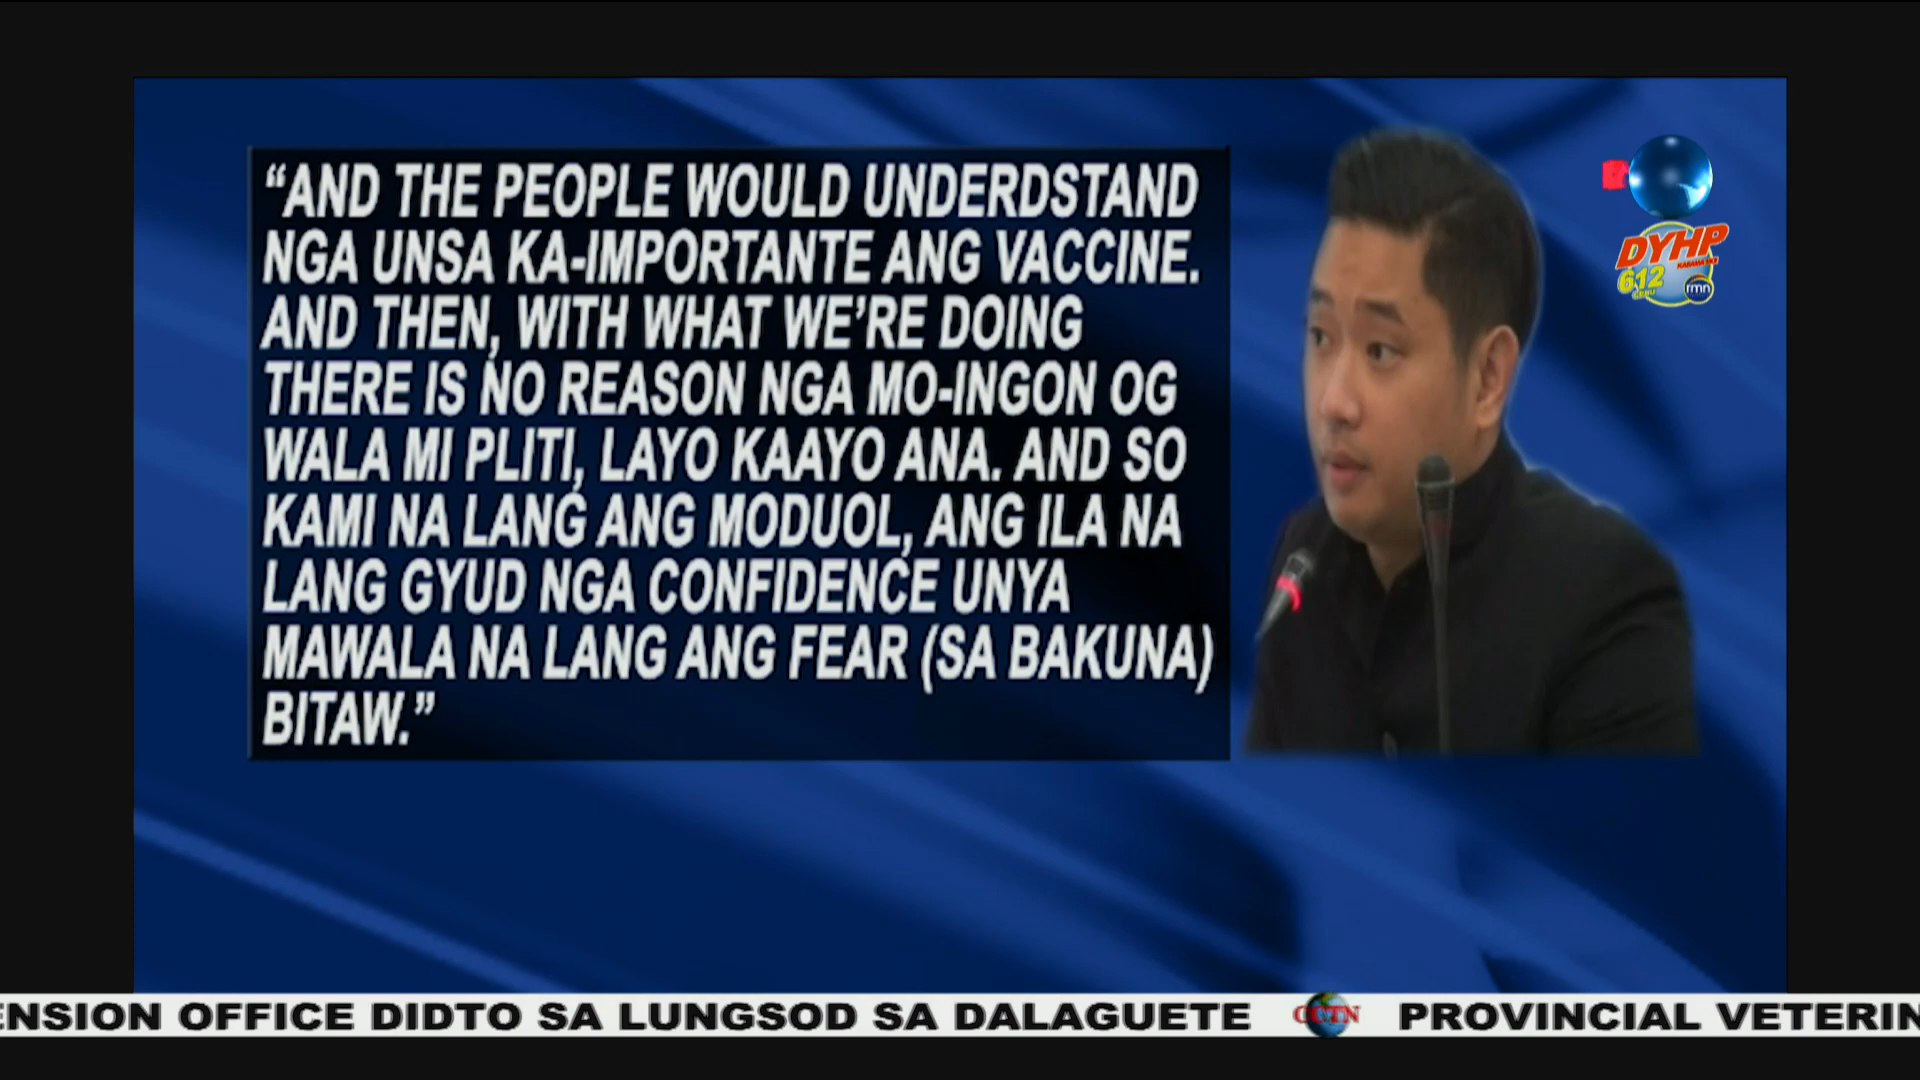 “AND THE PEOPLE WOULD UNDERDSTAND
NGA UNSA KA-IMPORTANTE ANG VACCINE.
AND THEN, WITH WHAT WE’RE DOING
THERE IS NO REASON NGA MO-INGON OG
WALA MI PLITI, LAYO KAAYO ANA. AND SO
KAMI NA LANG ANG MODUOL, ANG ILA NA
LANG GYUD NGA CONFIDENCE UNYA
MAWALA NA LANG ANG FEAR (SA BAKUNA)
BITAW.”
DYHP
612
CEBU
rmn
ENSION OFFICE DIDTO SA LUNGSOD SA DALAGUETE CCTN PROVINCIAL VETERIN